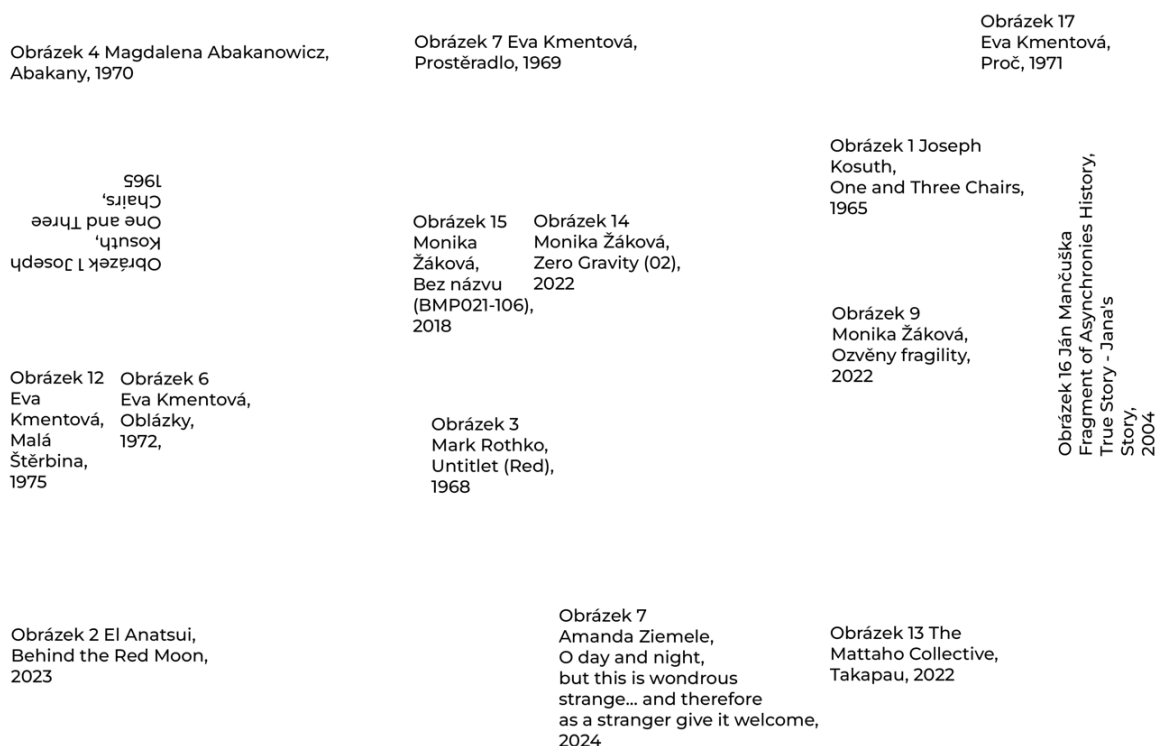 Obrázek 4 Magdalena Abakanowicz,
Abakany, 1970
Obrázek 7 Eva Kmentová,
Prostěradlo, 1969
Obrázek 17
Eva Kmentová,
Proč, 1971
Obrázek 1 Joseph
Kosuth,
One and Three
Chairs,
1965
Obrázek 15
Monika
Žáková,
Bez názvu
(BMP021-106),
2018
Obrázek 14
Monika Žáková,
Zero Gravity (02),
2022
Obrázek 1 Joseph
Kosuth,
One and Three Chairs,
1965
Obrázek 16 Ján Mančuška
Fragment of Asynchronies History,
True Story - Jana's
Story,
2004
Obrázek 9
Monika Žáková,
Ozvěny fragility,
2022
Obrázek 12
Eva
Kmentová,
Malá
Štěrbina,
1975
Obrázek 6
Eva Kmentová,
Oblázky,
1972,
Obrázek 3
Mark Rothko,
Untitlet (Red),
1968
Obrázek 2 El Anatsui,
Behind the Red Moon,
2023
Obrázek 7
Amanda Ziemele,
O day and night,
but this is wondrous
strange... and therefore
as a stranger give it welcome,
2024
Obrázek 13 The
Mattaho Collective,
Takapau, 2022